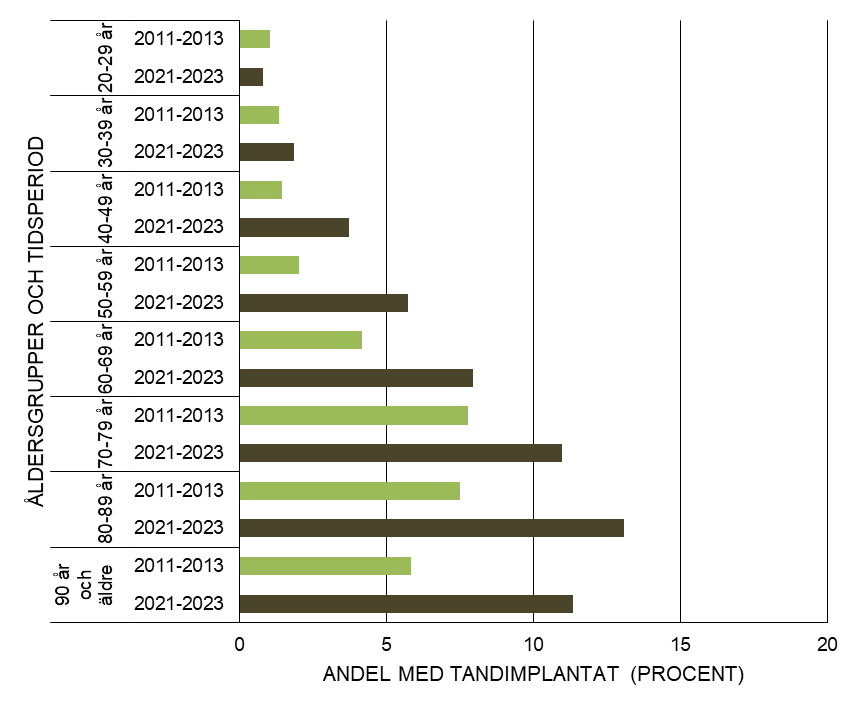 ÅLDERSGRUPPER OCH TIDSPERIOD
20-29 år
2011-2013
2021-2023
30-39 år
2011-2013
2021-2023
40-49 år
2011-2013
2021-2023
50-59 år
2011-2013
2021-2023
60-69 år
2011-2013
2021-2023
70-79 år
2011-2013
2021-2023
80-89 år
2011-2013
2021-2023
90 år
och
äldre
2011-2013
2021-2023
0 5 10 15 20
ANDEL MED TANDIMPLANTAT (PROCENT)